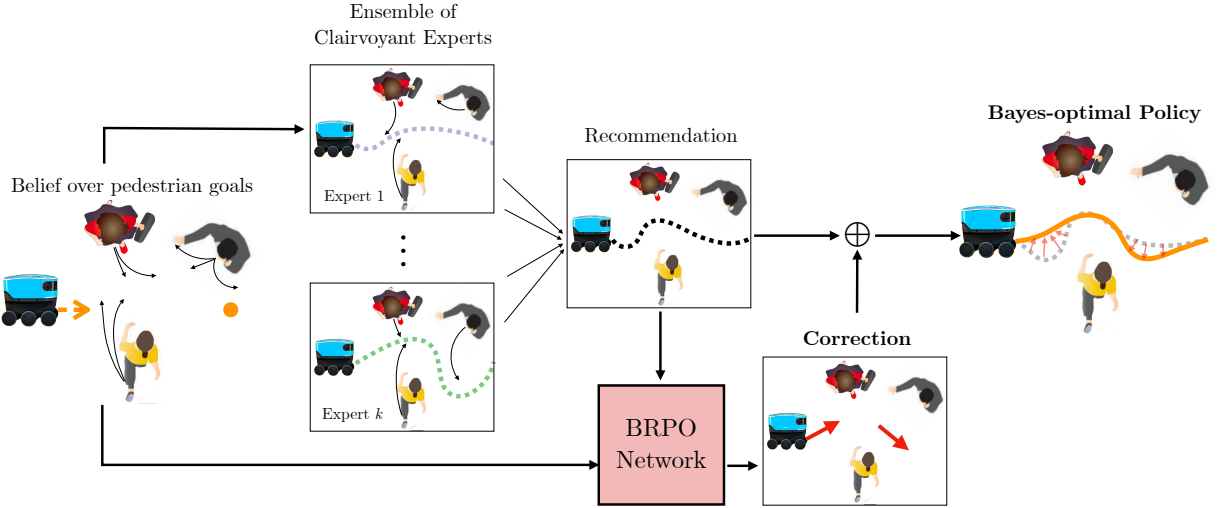 Ensemble of
Clairvoyant Experts
Belief over pedestrian goals
Expert 1
Expert k
Recommendation
BRPO
Network
Correction
Bayes-optimal Policy